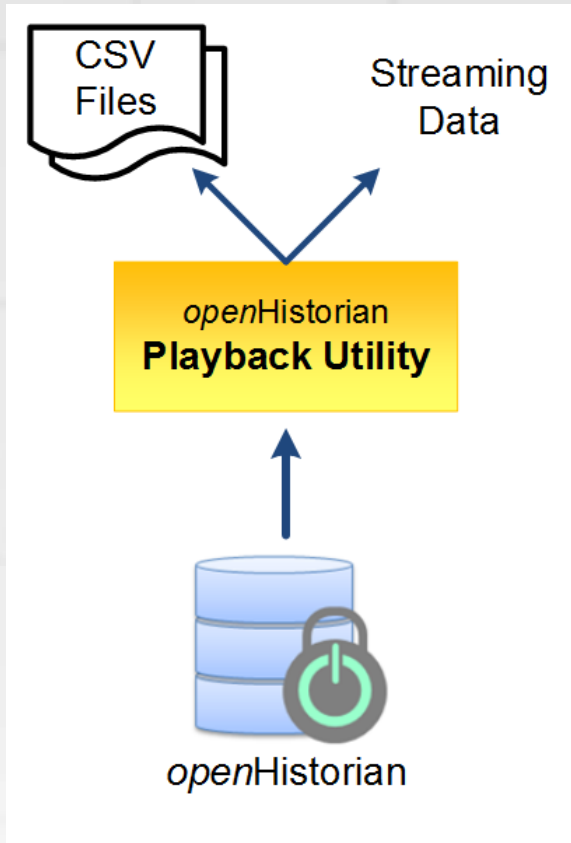 CSV
Files
Streaming
Data
openHistorian
Playback Utility
openHistorian